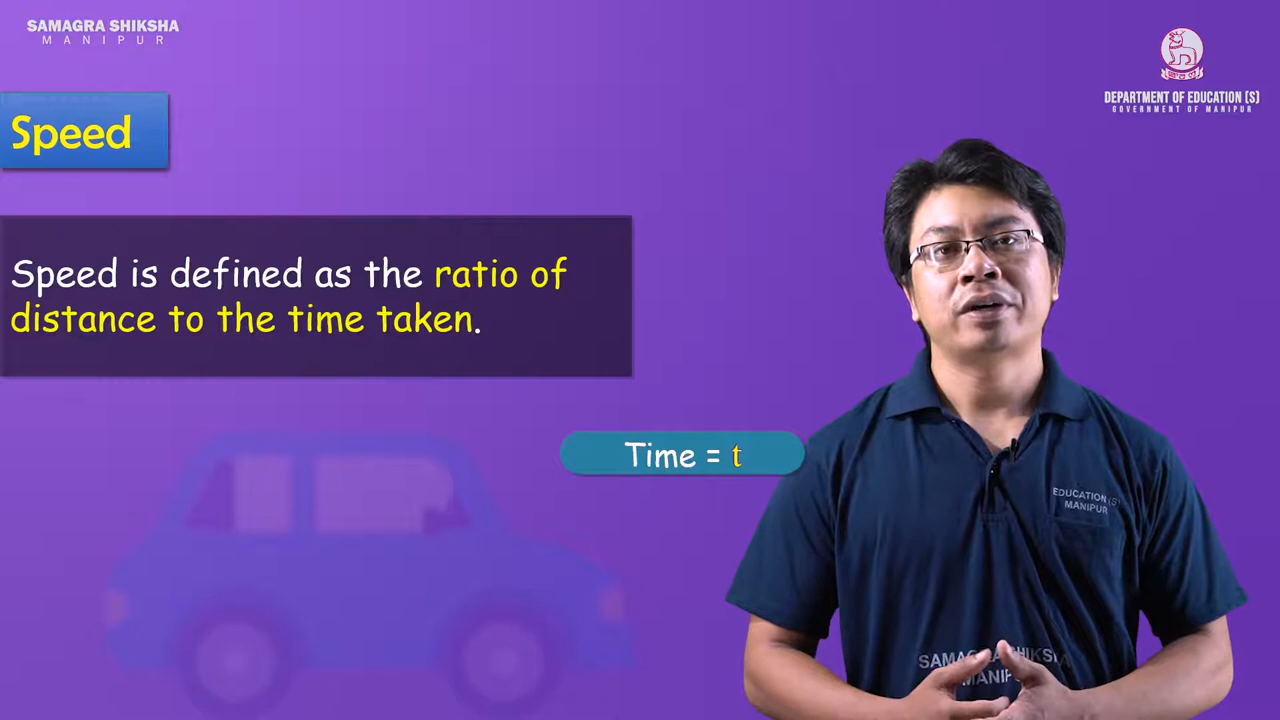 SAMAGRA SHIKSHA
MANIPUR
DEPARTMENT OF EDUCATION (S)
GOVERNMENT OF MANIPUR
Speed
Speed is defined as the ratio of
distance to the time taken.
Time = t
EDUCATION (S)
MANIPUR
SAMAGRA SHIKSHA